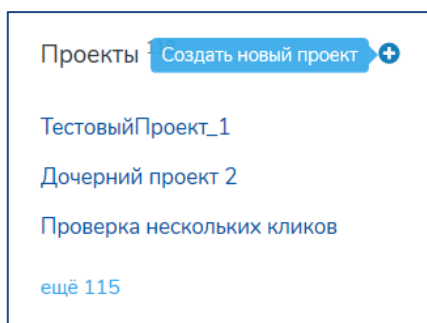 Проекты Создать новый проект
ТестовыйПроект_1
Дочерний проект 2
Проверка нескольких кликов
ещё 115